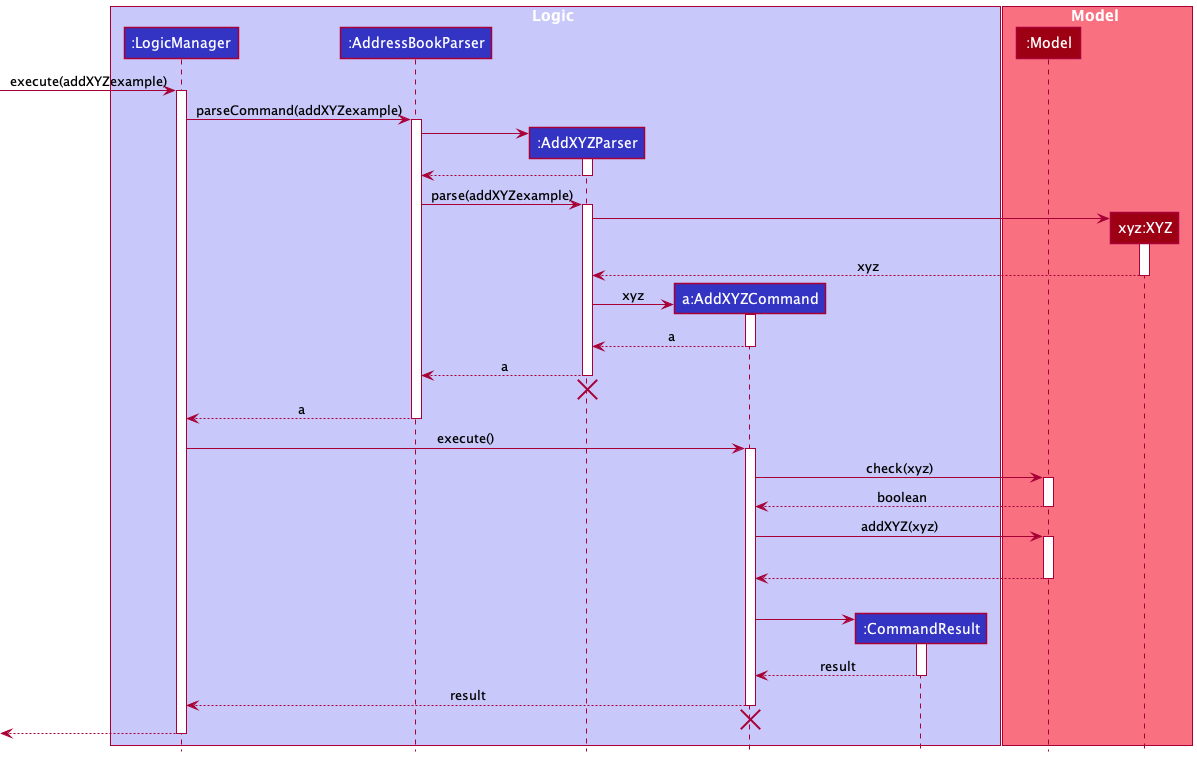 Logic
Model
:LogicManager
:AddressBookParser
:Model
execute(addXYZexample)
parseCommand(addXYZexample)
:AddXYZParser
parse(addXYZexample)
xyz:XYZ
xyz
xyz
a:AddXYZCommand
a
a
a
execute()
check(xyz)
boolean
addXYZ(xyz)
:CommandResult
result
result